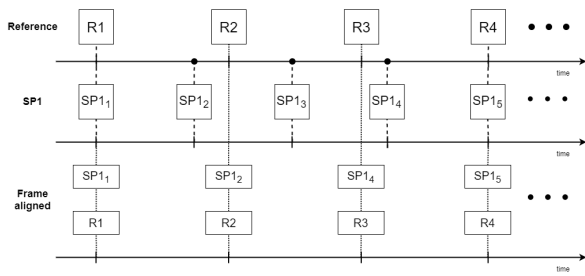 Reference R1 R2 R3 R4
time
SP1 SP1₁ SP1₂ SP1₃ SP1₄ SP1₅
time
SP1₁ SP1₂ SP1₄ SP1₅
Frame
aligned
R1 R2 R3 R4
time